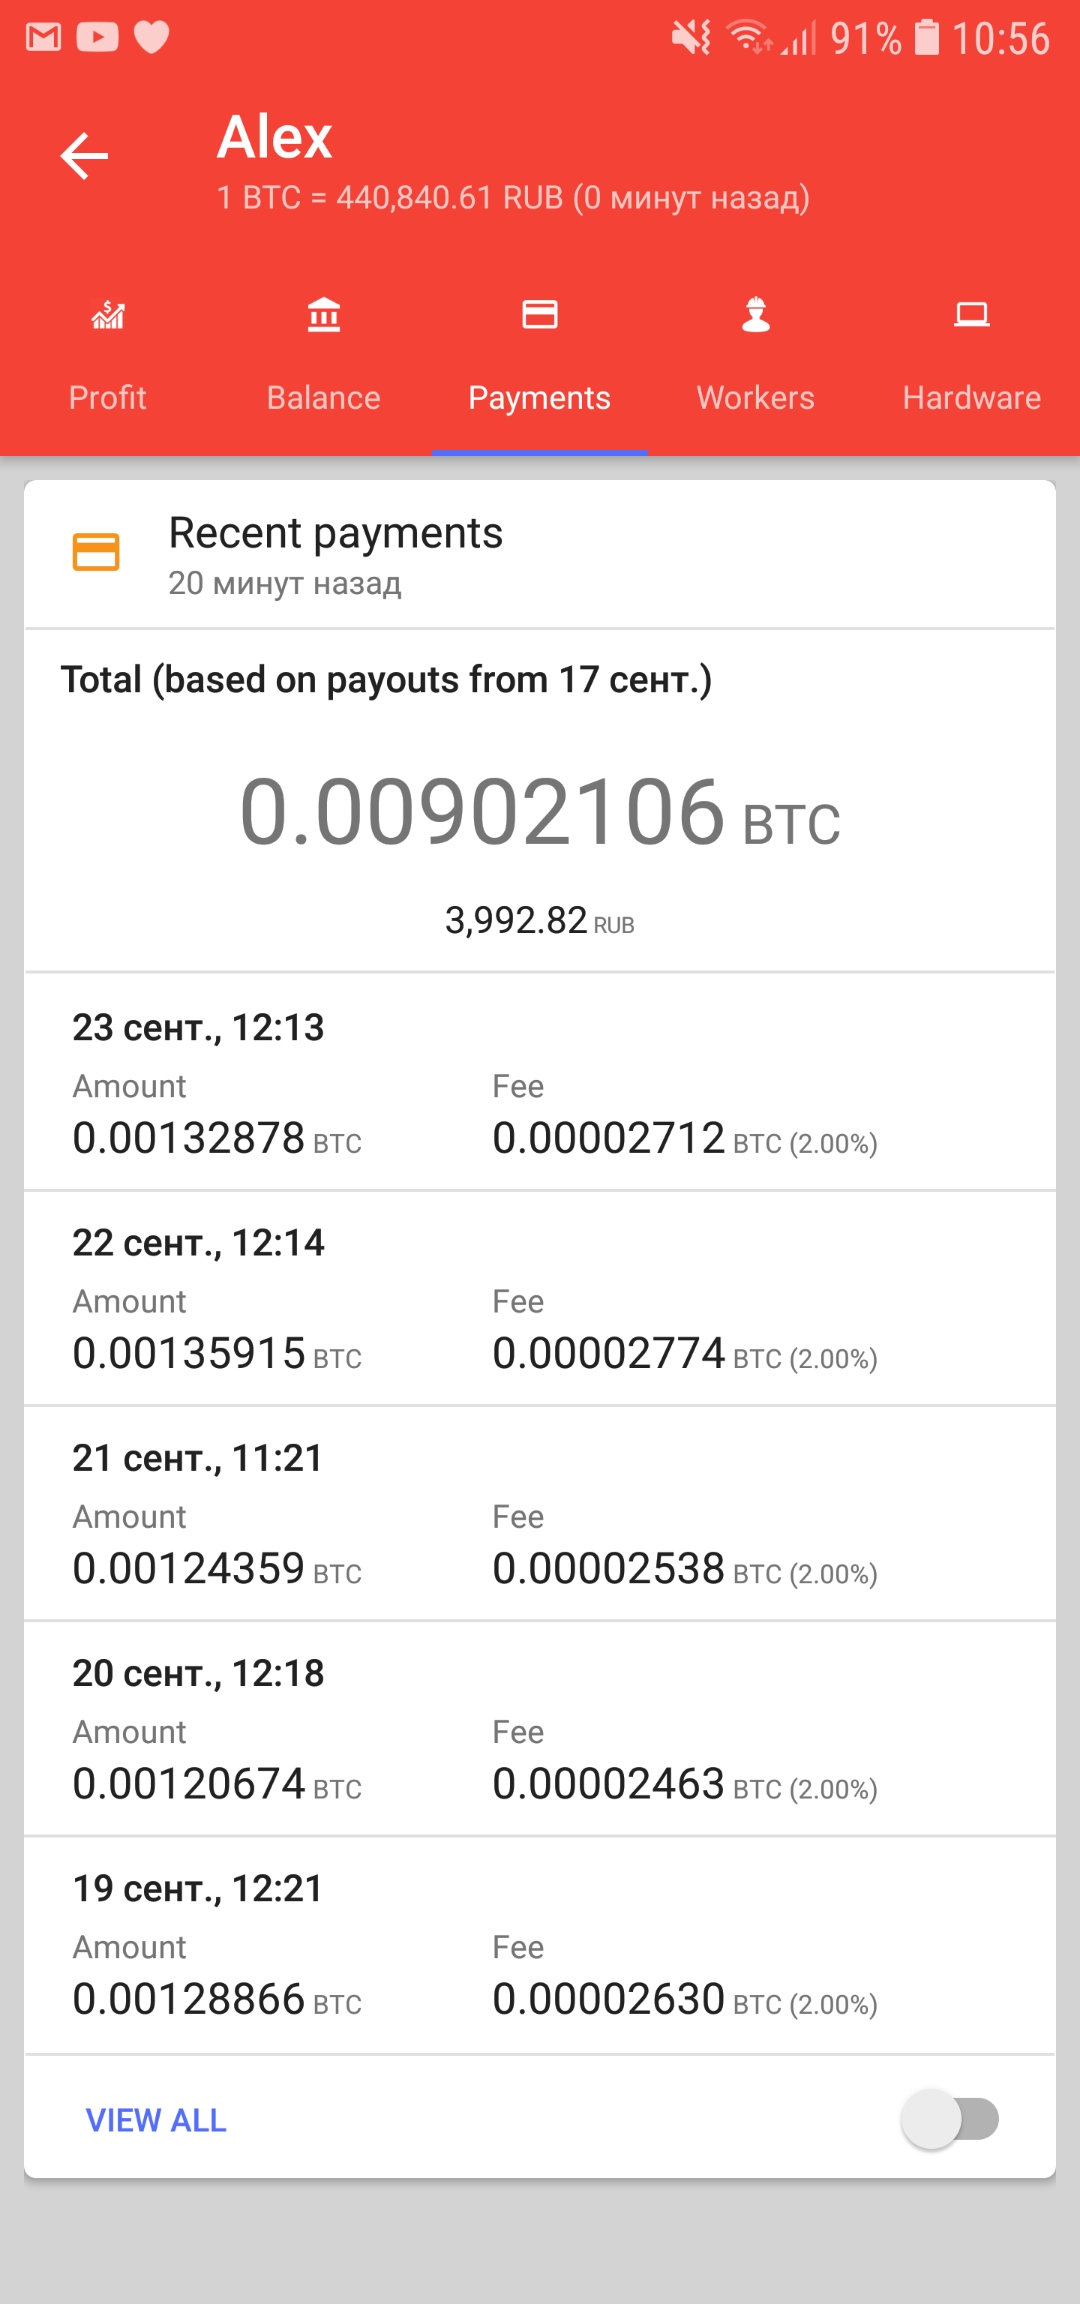 91% 10:56
Alex
1 BTC = 440,840.61 RUB (0 минут назад)
Profit Balance Payments Workers Hardware
Recent payments
20 минут назад
Total (based on payouts from 17 сент.)
0.00902106 BTC
3,992.82 RUB
23 сент., 12:13
Amount Fee
0.00132878 BTC 0.00002712 BTC (2.00%)
22 сент., 12:14
Amount Fee
0.00135915 BTC 0.00002774 BTC (2.00%)
21 сент., 11:21
Amount Fee
0.00124359 BTC 0.00002538 BTC (2.00%)
20 сент., 12:18
Amount Fee
0.00120674 BTC 0.00002463 BTC (2.00%)
19 сент., 12:21
Amount Fee
0.00128866 BTC 0.00002630 BTC (2.00%)
VIEW ALL